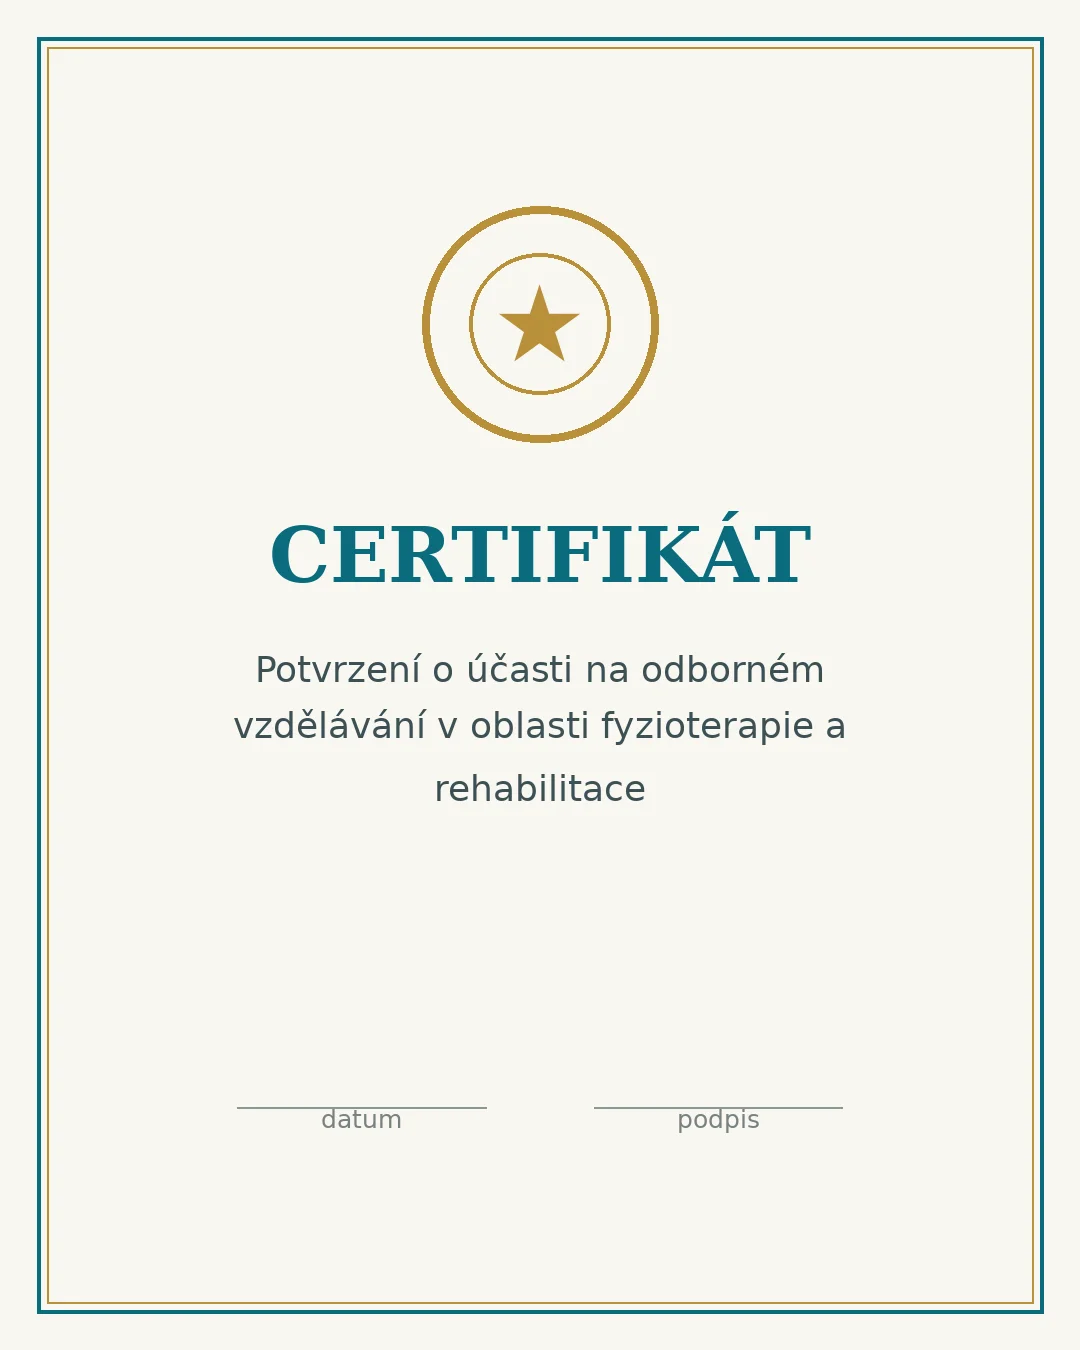 CERTIFIKÁT
Potvrzení o účasti na odborném
vzdělávání v oblasti fyzioterapie a
rehabilitace
datum podpis